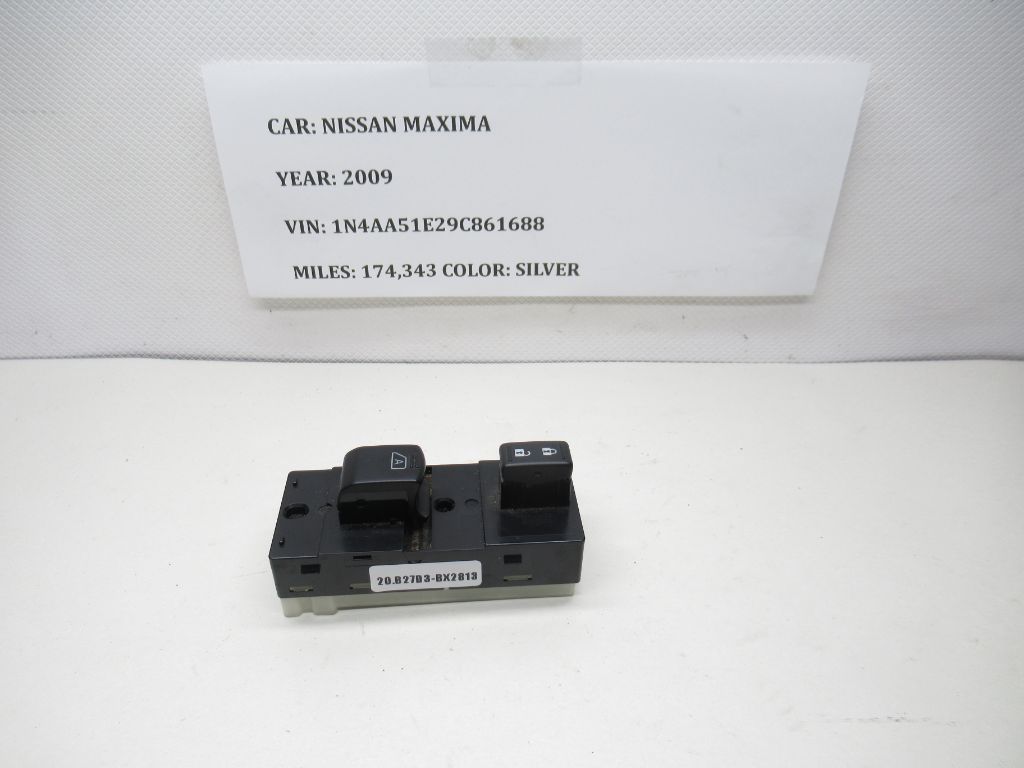 CAR: NISSAN MAXIMA
YEAR: 2009
VIN: 1N4AA51E29C861688
MILES: 174,343 COLOR: SILVER
A
20.B27D3-BX2813